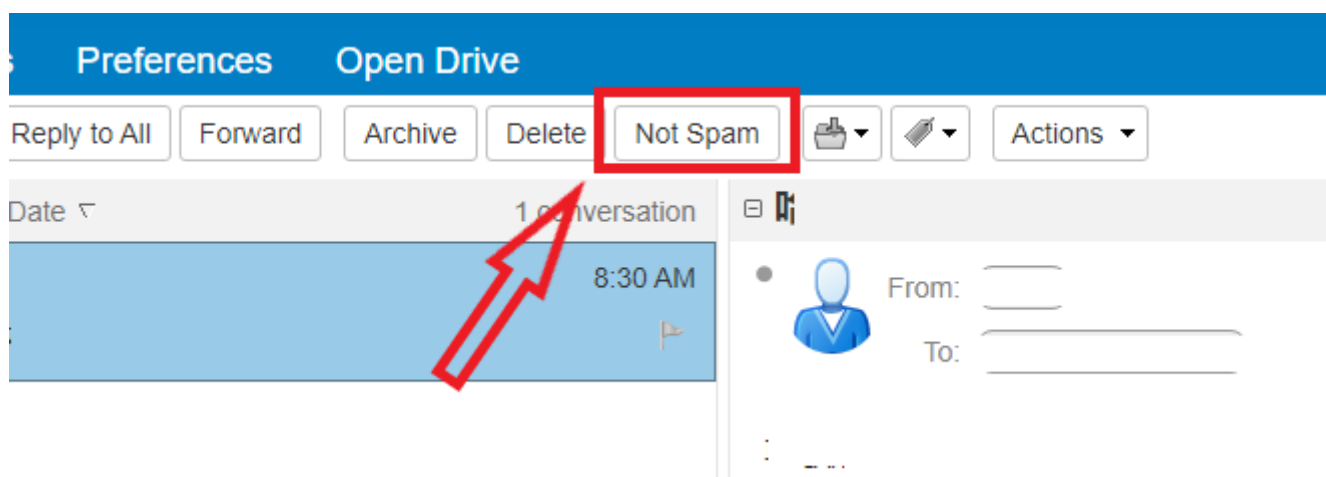 Preferences Open Drive
Reply to All Forward Archive Delete Not Spam Actions
Date 1 conversation
8:30 AM
From:
To: